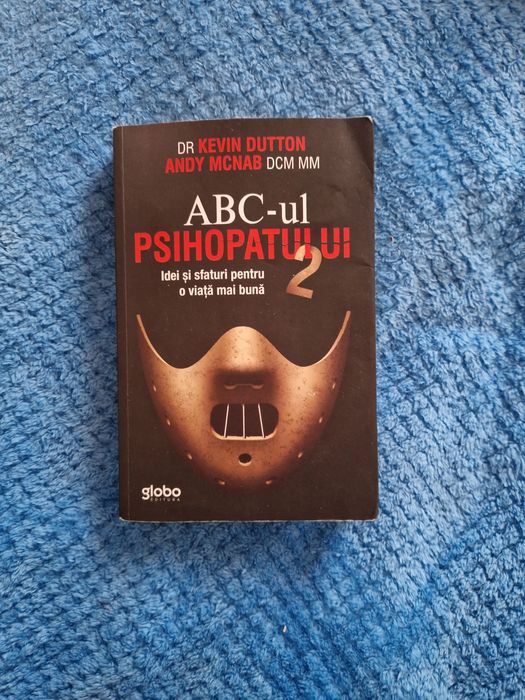 DR KEVIN DUTTON
ANDY MCNAB DCM MM
ABC-ul
PSIHOPATULUI
2
Idei și sfaturi pentru
o viață mai bună
globo
EDITURA